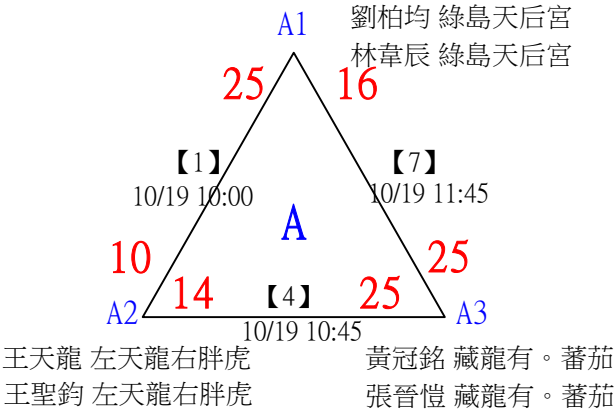 A1
劉柏均 綠島天后宮
林韋辰 綠島天后宮
25
16
【1】
10/19 10:00
【7】
10/19 11:45
A
10
25
14
【4】
25
A2
10/19 10:45
A3
王天龍 左天龍右胖虎
王聖鈞 左天龍右胖虎
黃冠銘 藏龍有。蕃茄
張晉愷 藏龍有。蕃茄